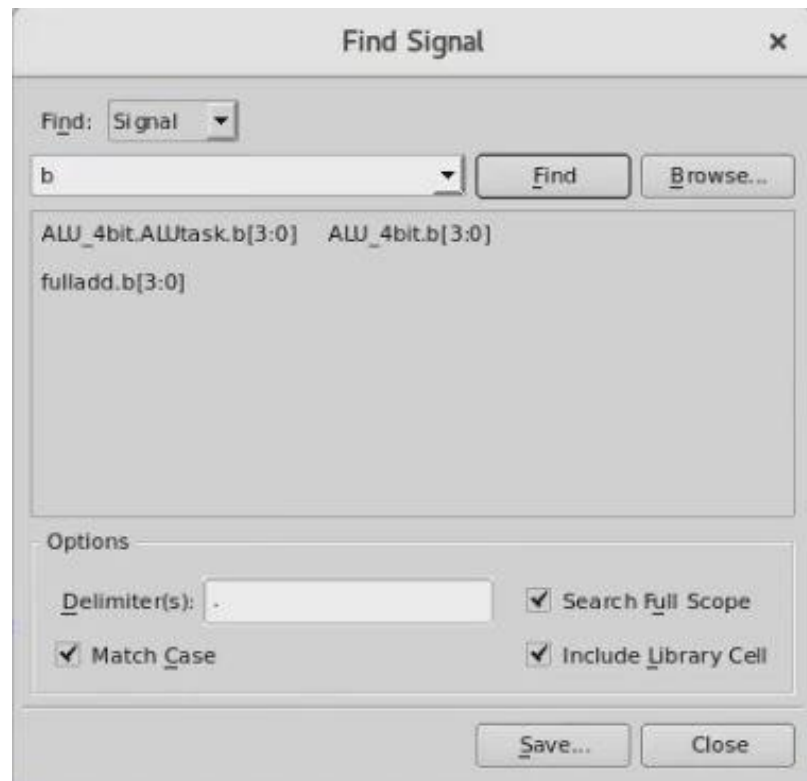 Find Signal
Find: Signal
b
Find
Browse...
ALU_4bit.ALUtask.b[3:0] ALU_4bit.b[3:0]
fulladd.b[3:0]
Options
Delimiter(s): .
Search Full Scope
Match Case
Include Library Cell
Save...
Close